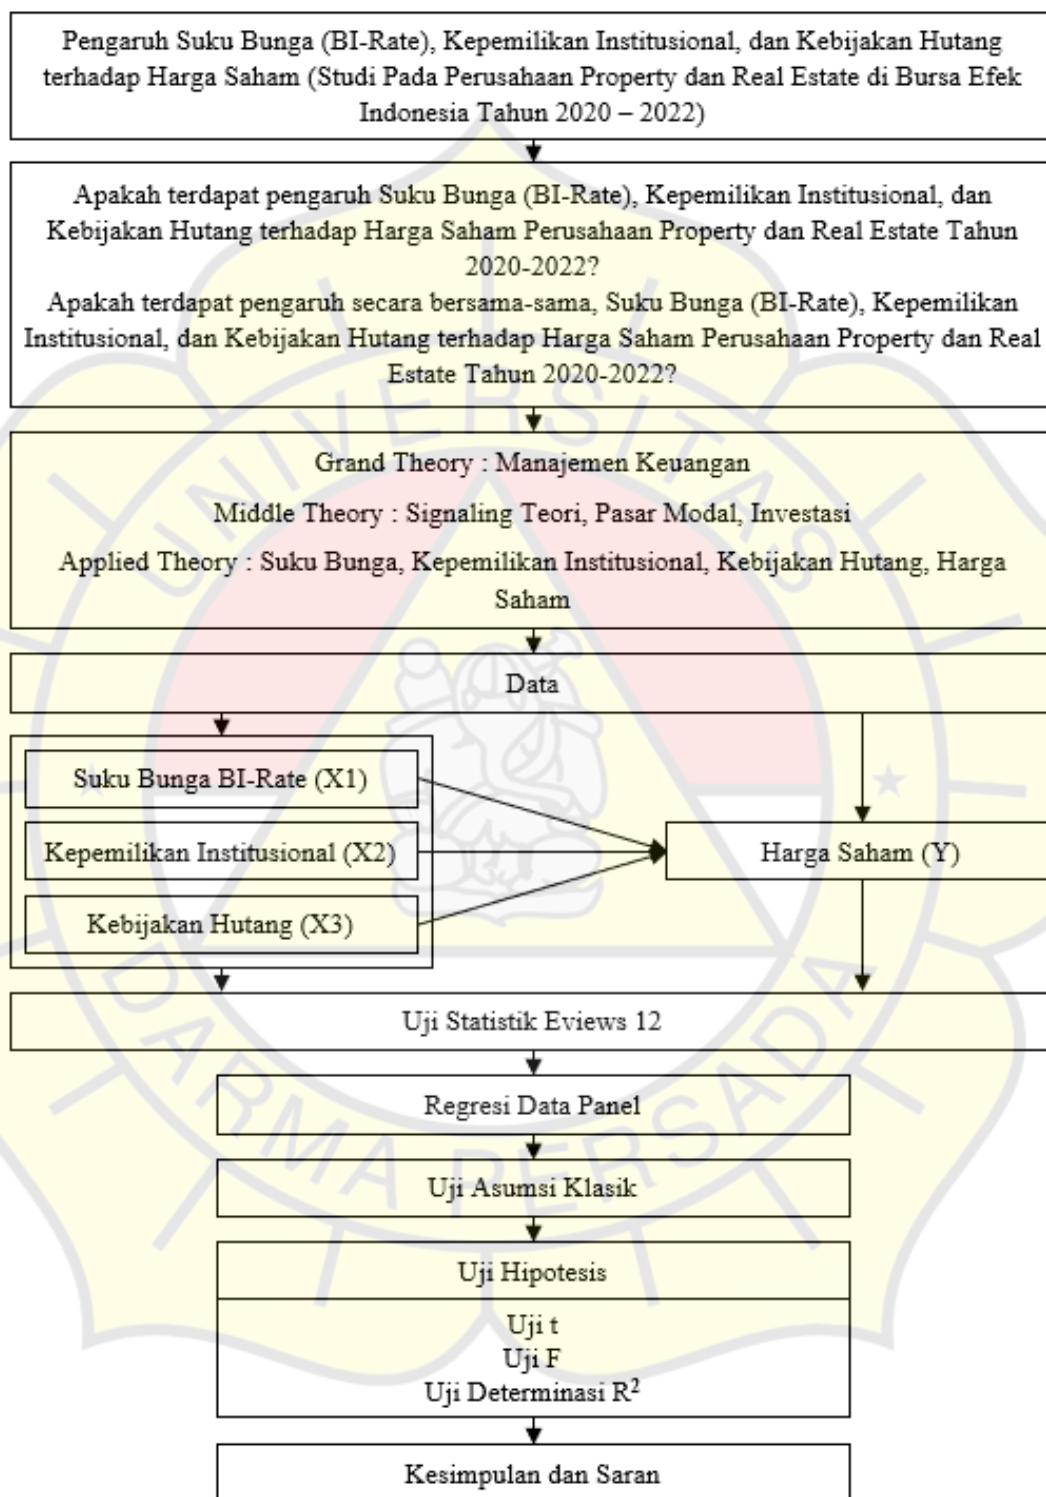 Pengaruh Suku Bunga (BI-Rate), Kepemilikan Institusional, dan Kebijakan Hutang
terhadap Harga Saham (Studi Pada Perusahaan Property dan Real Estate di Bursa Efek
Indonesia Tahun 2020 – 2022)
Apakah terdapat pengaruh Suku Bunga (BI-Rate), Kepemilikan Institusional, dan
Kebijakan Hutang terhadap Harga Saham Perusahaan Property dan Real Estate Tahun
2020-2022?
Apakah terdapat pengaruh secara bersama-sama, Suku Bunga (BI-Rate), Kepemilikan
Institusional, dan Kebijakan Hutang terhadap Harga Saham Perusahaan Property dan Real
Estate Tahun 2020-2022?
Grand Theory : Manajemen Keuangan
Middle Theory : Signaling Teori, Pasar Modal, Investasi
Applied Theory : Suku Bunga, Kepemilikan Institusional, Kebijakan Hutang, Harga
Saham
Data
Suku Bunga BI-Rate (X1)
Kepemilikan Institusional (X2)
Harga Saham (Y)
Kebijakan Hutang (X3)
Uji Statistik Eviews 12
Regresi Data Panel
Uji Asumsi Klasik
Uji Hipotesis
Uji t
Uji F
Uji Determinasi R²
Kesimpulan dan Saran
UNIVERSITAS
DARMA PERSADA